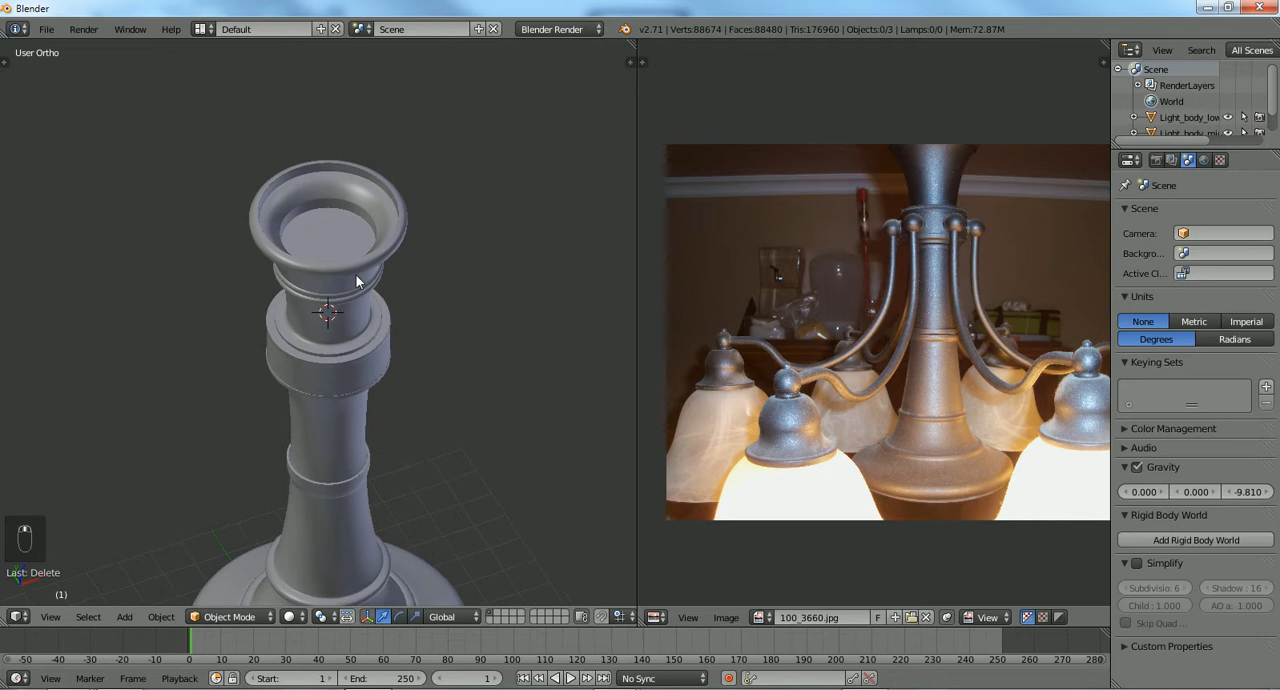 Blender
File Render Window Help Default Scene Blender Render v2.71 | Verts:88674 | Faces:88480 | Tris:176960 | Objects:0/3 | Lamps:0/0 | Mem:72.87M
User Ortho
View Search All Scenes
Scene
RenderLayers
World
Light_body_low
Light_body_mi
Scene
Scene
Camera:
Backgro...
Active Cl...
Units
None Metric Imperial
Degrees Radians
Keying Sets
Color Management
Audio
Gravity
0.000 0.000 -9.810
Rigid Body World
Add Rigid Body World
Simplify
Subdivisio: 6 Shadow : 16
Child : 1.000 AO a: 1.000
Skip Quad ...
Custom Properties
Last: Delete
(1)
View Select Add Object Object Mode Global
View Image 100_3660.jpg F View
-50 -40 -30 -20 -10 0 10 20 30 40 50 60 70 80 90 100 110 120 130 140 150 160 170 180 190 200 210 220 230 240 250 260 270 280
View Marker Frame Playback Start: 1 End: 250 1 No Sync